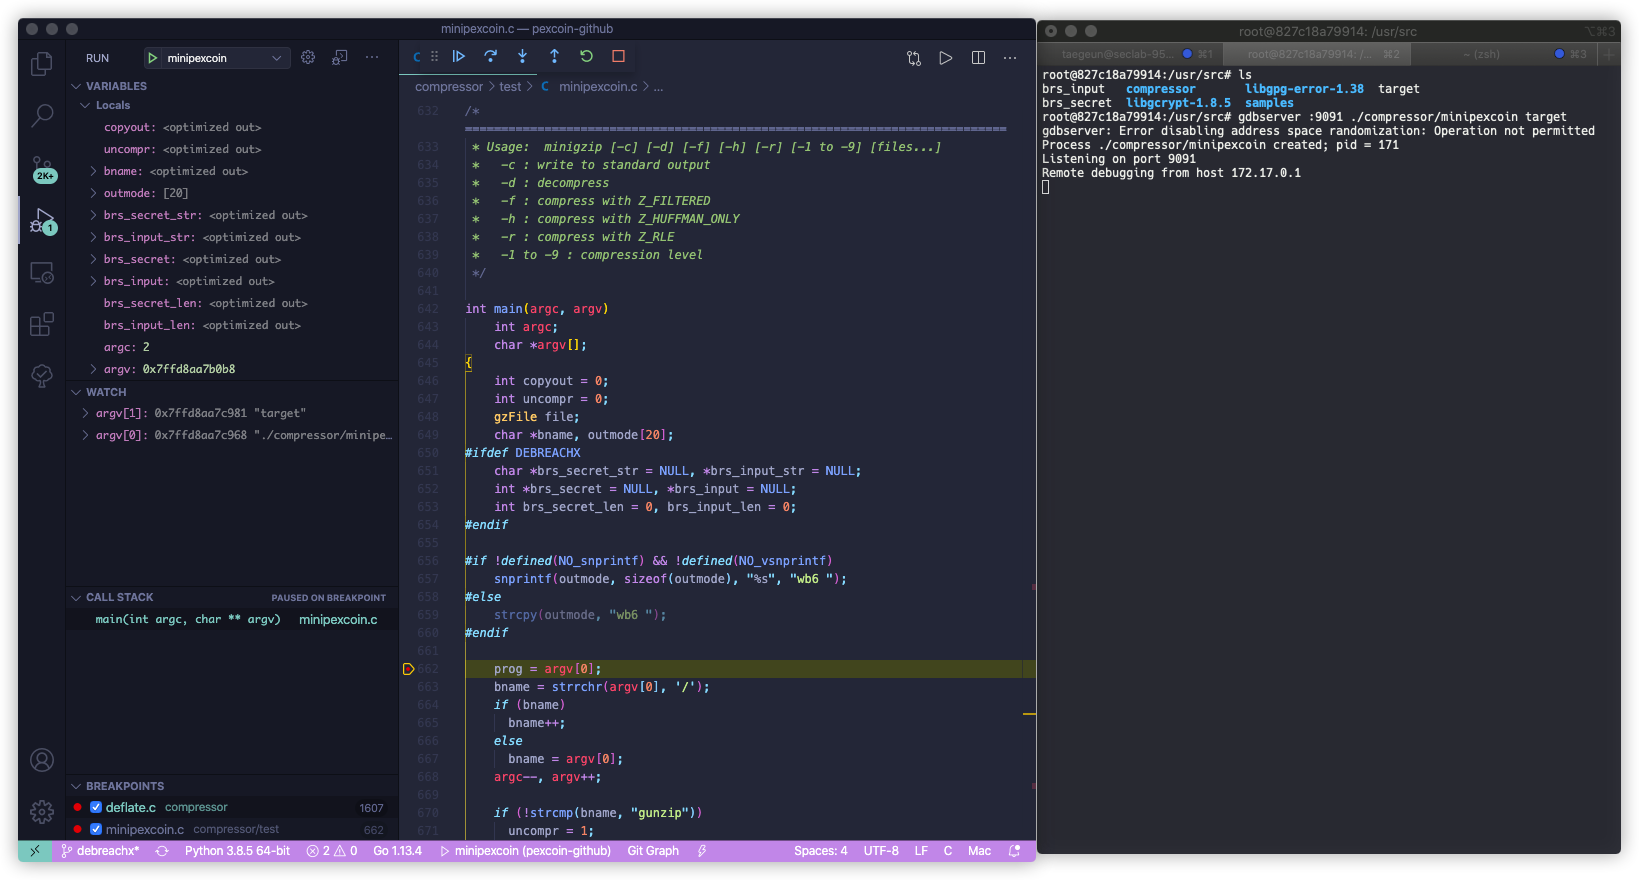 minipexcoin.c — pexcoin-github
RUN
minipexcoin
VARIABLES
Locals
copyout: <optimized out>
uncompr: <optimized out>
bname: <optimized out>
outmode: [20]
brs_secret_str: <optimized out>
brs_input_str: <optimized out>
brs_secret: <optimized out>
brs_input: <optimized out>
brs_secret_len: <optimized out>
brs_input_len: <optimized out>
argc: 2
argv: 0x7ffd8aa7b0b8
WATCH
argv[1]: 0x7ffd8aa7c981 "target"
argv[0]: 0x7ffd8aa7c968 "./compressor/minipe…
CALL STACK PAUSED ON BREAKPOINT
main(int argc, char ** argv) minipexcoin.c
BREAKPOINTS
deflate.c compressor 1607
minipexcoin.c compressor/test 662
2K+
1
C
compressor > test > C minipexcoin.c > ...
632 /*
===========================================================================
633 * Usage:  minigzip [-c] [-d] [-f] [-h] [-r] [-1 to -9] [files...]
634 *   -c : write to standard output
635 *   -d : decompress
636 *   -f : compress with Z_FILTERED
637 *   -h : compress with Z_HUFFMAN_ONLY
638 *   -r : compress with Z_RLE
639 *   -1 to -9 : compression level
640 */
641
642 int main(argc, argv)
643     int argc;
644     char *argv[];
645 {
646     int copyout = 0;
647     int uncompr = 0;
648     gzFile file;
649     char *bname, outmode[20];
650 #ifdef DEBREACHX
651     char *brs_secret_str = NULL, *brs_input_str = NULL;
652     int *brs_secret = NULL, *brs_input = NULL;
653     int brs_secret_len = 0, brs_input_len = 0;
654 #endif
655
656 #if !defined(NO_snprintf) && !defined(NO_vsnprintf)
657     snprintf(outmode, sizeof(outmode), "%s", "wb6 ");
658 #else
659     strcpy(outmode, "wb6 ");
660 #endif
661
662     prog = argv[0];
663     bname = strrchr(argv[0], '/');
664     if (bname)
665       bname++;
666     else
667       bname = argv[0];
668     argc--, argv++;
669
670     if (!strcmp(bname, "gunzip"))
671       uncompr = 1;
debreachx* Python 3.8.5 64-bit 2 0 Go 1.13.4 minipexcoin (pexcoin-github) Git Graph Spaces: 4 UTF-8 LF C Mac
root@827c18a79914: /usr/src ⌥⌘3
taegeun@seclab-95... ⌘1 root@827c18a79914: /... ⌘2 ~ (zsh) ⌘3 +
root@827c18a79914:/usr/src# ls
brs_input   compressor       libgpg-error-1.38  target
brs_secret  libgcrypt-1.8.5  samples
root@827c18a79914:/usr/src# gdbserver :9091 ./compressor/minipexcoin target
gdbserver: Error disabling address space randomization: Operation not permitted
Process ./compressor/minipexcoin created; pid = 171
Listening on port 9091
Remote debugging from host 172.17.0.1